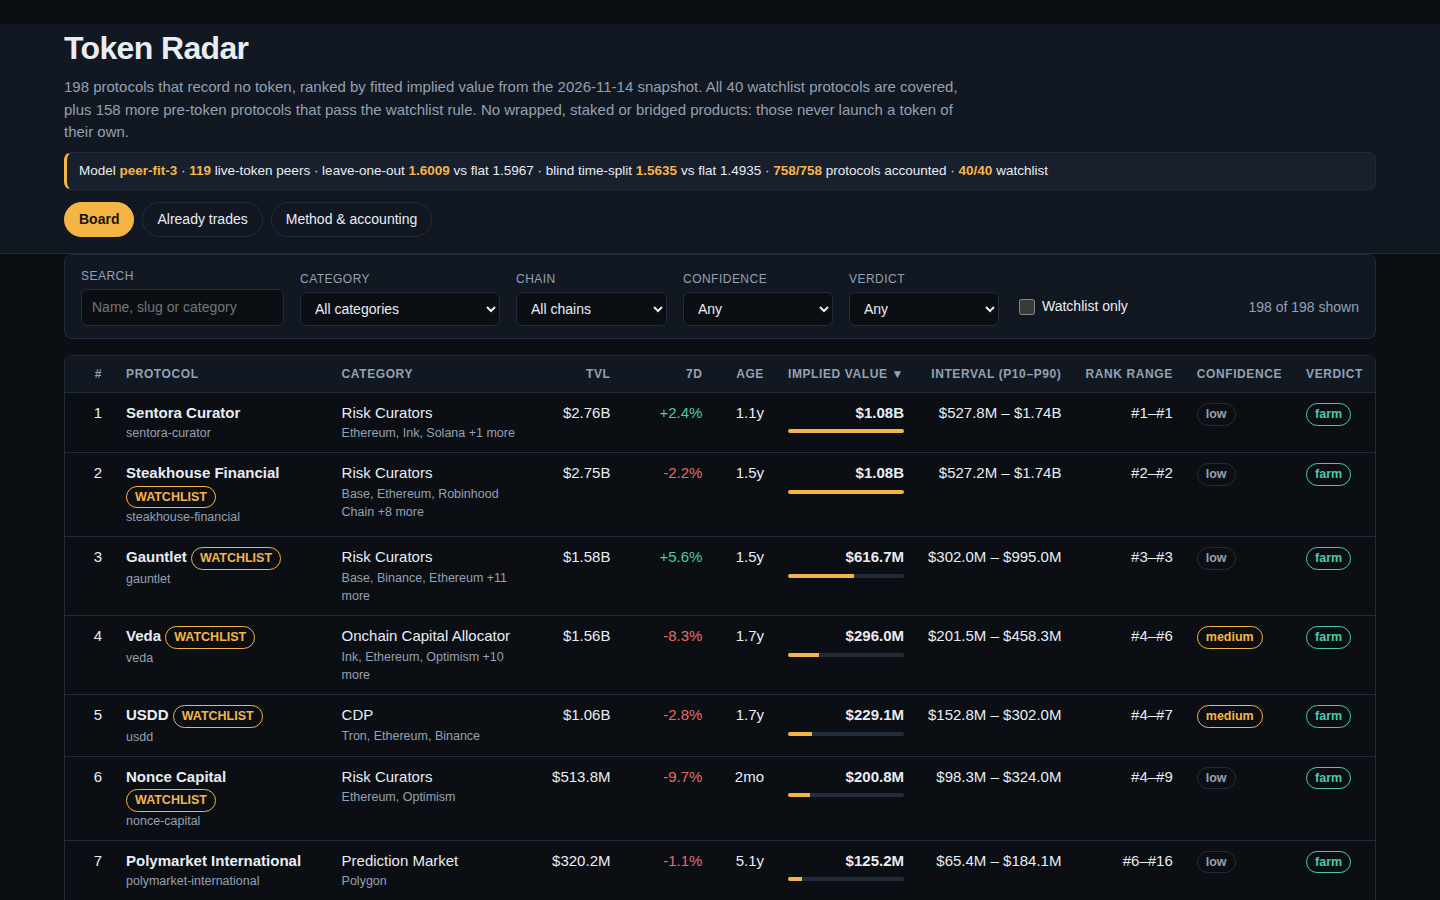 Token Radar
198 protocols that record no token, ranked by fitted implied value from the 2026-11-14 snapshot. All 40 watchlist protocols are covered,
plus 158 more pre-token protocols that pass the watchlist rule. No wrapped, staked or bridged products: those never launch a token of
their own.
Model peer-fit-3 · 119 live-token peers · leave-one-out 1.6009 vs flat 1.5967 · blind time-split 1.5635 vs flat 1.4935 · 758/758 protocols accounted · 40/40 watchlist
Board Already trades Method & accounting
SEARCH CATEGORY CHAIN CONFIDENCE VERDICT
Name, slug or category All categories All chains Any Any Watchlist only 198 of 198 shown
# PROTOCOL CATEGORY TVL 7D AGE IMPLIED VALUE ▼ INTERVAL (P10–P90) RANK RANGE CONFIDENCE VERDICT
1 Sentora Curator Risk Curators $2.76B +2.4% 1.1y $1.08B $527.8M – $1.74B #1–#1 low farm
sentora-curator Ethereum, Ink, Solana +1 more
2 Steakhouse Financial Risk Curators $2.75B -2.2% 1.5y $1.08B $527.2M – $1.74B #2–#2 low farm
WATCHLIST Base, Ethereum, Robinhood
steakhouse-financial Chain +8 more
3 Gauntlet WATCHLIST Risk Curators $1.58B +5.6% 1.5y $616.7M $302.0M – $995.0M #3–#3 low farm
gauntlet Base, Binance, Ethereum +11
more
4 Veda WATCHLIST Onchain Capital Allocator $1.56B -8.3% 1.7y $296.0M $201.5M – $458.3M #4–#6 medium farm
veda Ink, Ethereum, Optimism +10
more
5 USDD WATCHLIST CDP $1.06B -2.8% 1.7y $229.1M $152.8M – $302.0M #4–#7 medium farm
usdd Tron, Ethereum, Binance
6 Nonce Capital Risk Curators $513.8M -9.7% 2mo $200.8M $98.3M – $324.0M #4–#9 low farm
WATCHLIST Ethereum, Optimism
nonce-capital
7 Polymarket International Prediction Market $320.2M -1.1% 5.1y $125.2M $65.4M – $184.1M #6–#16 low farm
polymarket-international Polygon